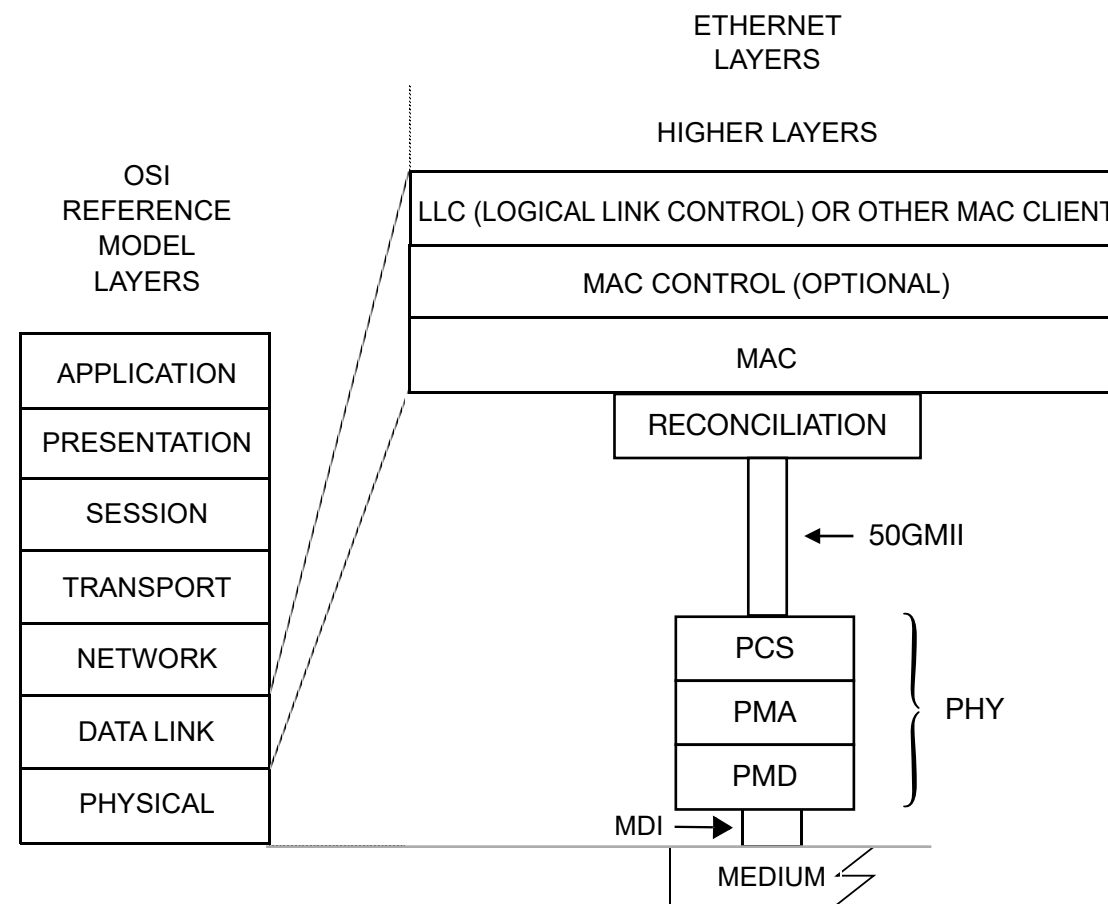 ETHERNET
LAYERS
HIGHER LAYERS
OSI
REFERENCE
MODEL
LAYERS
LLC (LOGICAL LINK CONTROL) OR OTHER MAC CLIENT
MAC CONTROL (OPTIONAL)
MAC
RECONCILIATION
APPLICATION
PRESENTATION
SESSION
TRANSPORT
NETWORK
DATA LINK
PHYSICAL
50GMII
PCS
PMA
PMD
PHY
MDI
MEDIUM